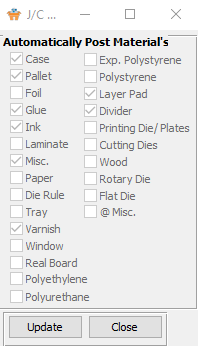 J/C ...
Automatically Post Material's
Case
Pallet
Foil
Glue
Ink
Laminate
Misc.
Paper
Die Rule
Tray
Varnish
Window
Real Board
Polyethylene
Polyurethane
Exp. Polystyrene
Polystyrene
Layer Pad
Divider
Printing Die/ Plates
Cutting Dies
Wood
Rotary Die
Flat Die
@ Misc.
Update Close